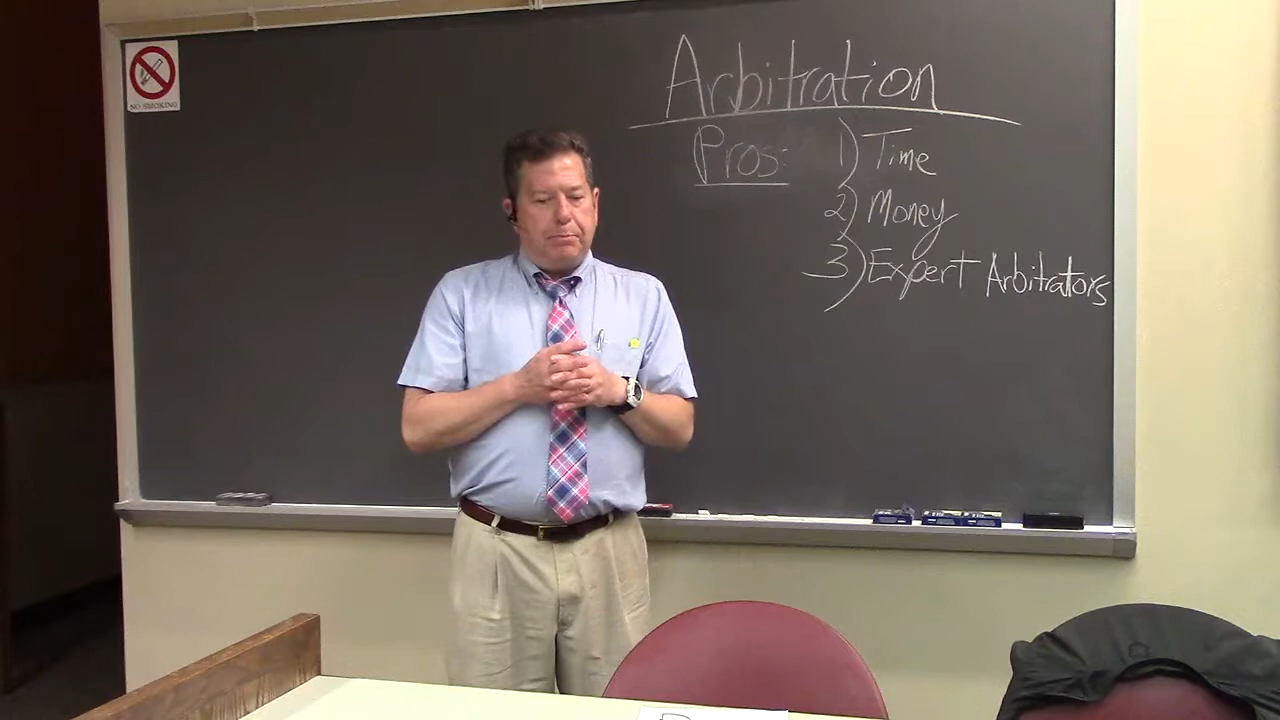 NO SMOKING
Arbitration
Pros: 1) Time
2) Money
3) Expert Arbitrators